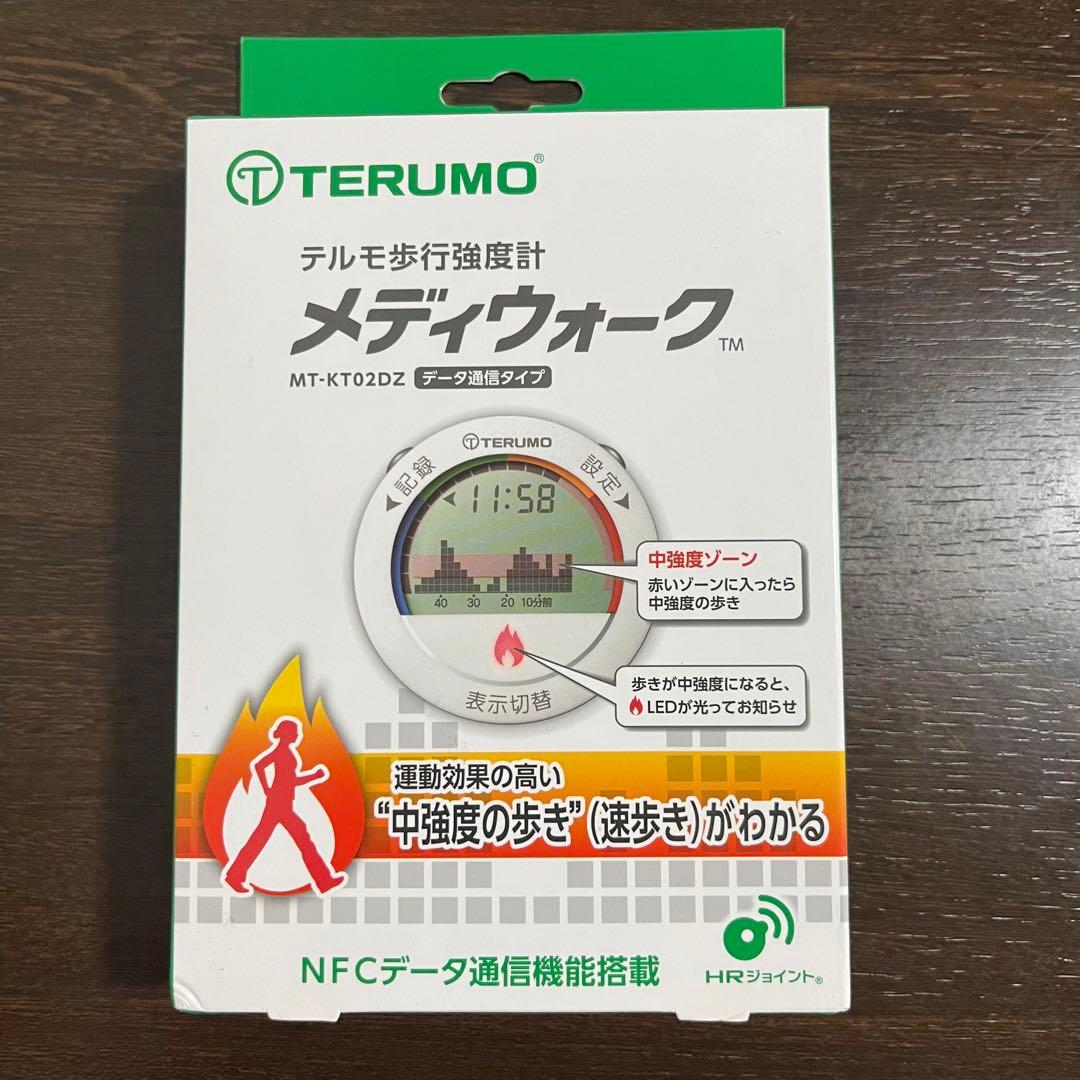 TERUMO®
テルモ歩行強度計
メディウォーク™
MT-KT02DZ データ通信タイプ
TERUMO
◀記録
設定▶
11:58
40 30 20 10分前
表示切替
中強度ゾーン
赤いゾーンに入ったら
中強度の歩き
歩きが中強度になると、
LEDが光ってお知らせ
運動効果の高い
“中強度の歩き”(速歩き)がわかる
NFCデータ通信機能搭載
HRジョイント®